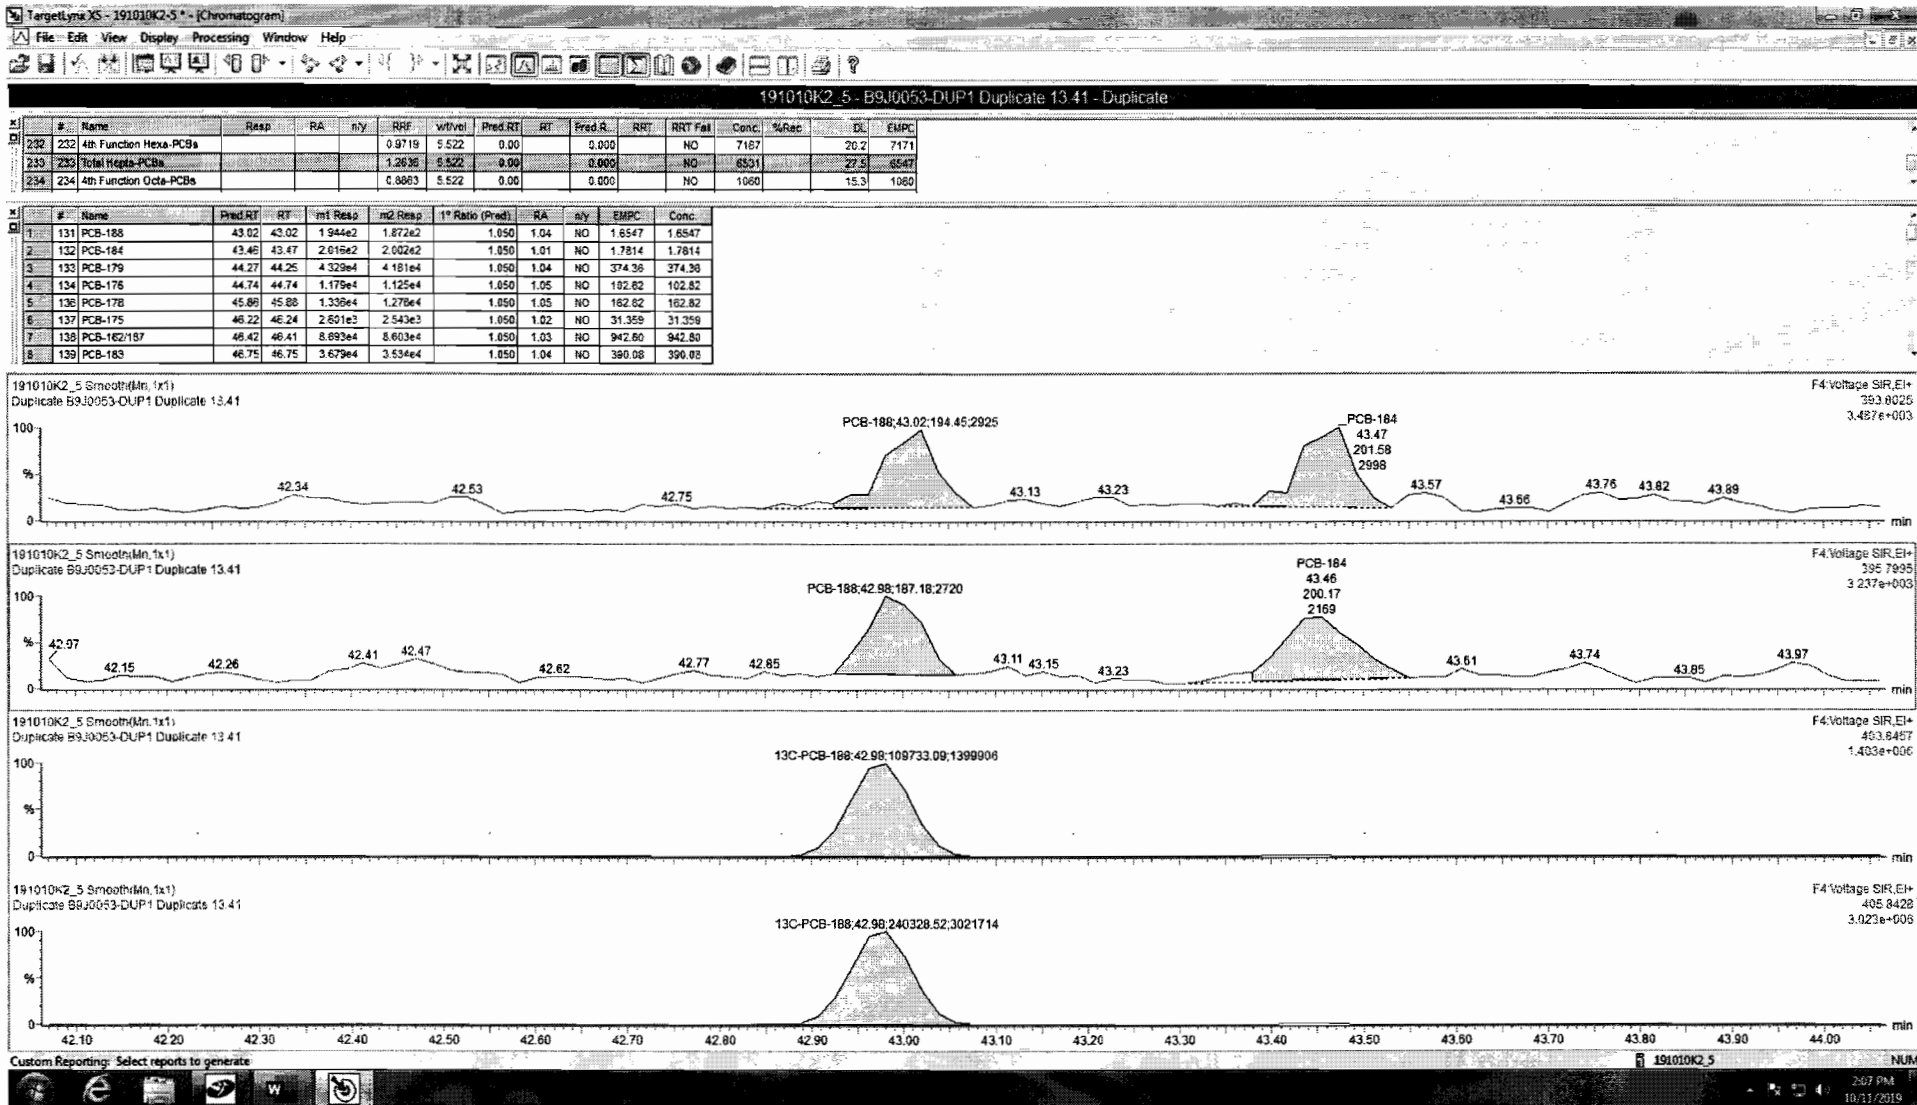 TargetLynx XS - 191010K2-5 * - [Chromatogram]
File Edit View Display Processing Window Help
191010K2_5 - B9J0053-DUP1 Duplicate 13.41 - Duplicate
# Name Resp RA n/y RRF wt/vol Pred.RT RT Pred.R... RRT RRT Fail Conc. %Rec DL EMPC
232 232 4th Function Hexa-PCBs 0.9719 5.522 0.00 0.000 NO 7167 20.2 7171
233 233 Total Hepta-PCBs 1.2636 5.522 0.00 0.000 NO 6531 27.5 6547
234 234 4th Function Octa-PCBs 0.8863 5.522 0.00 0.000 NO 1060 15.3 1060
# Name Pred.RT RT m1 Resp m2 Resp 1° Ratio (Pred) RA n/y EMPC Conc.
1 131 PCB-188 43.02 43.02 1.944e2 1.872e2 1.050 1.04 NO 1.6547 1.6547
2 132 PCB-184 43.46 43.47 2.016e2 2.002e2 1.050 1.01 NO 1.7814 1.7814
3 133 PCB-179 44.27 44.25 4.329e4 4.181e4 1.050 1.04 NO 374.36 374.36
4 134 PCB-176 44.74 44.74 1.179e4 1.125e4 1.050 1.05 NO 102.82 102.82
5 136 PCB-178 45.86 45.88 1.336e4 1.278e4 1.050 1.05 NO 162.82 162.82
6 137 PCB-175 46.22 46.24 2.601e3 2.543e3 1.050 1.02 NO 31.359 31.359
7 138 PCB-182/187 46.42 46.41 8.893e4 8.603e4 1.050 1.03 NO 942.80 942.80
8 139 PCB-183 46.75 46.75 3.679e4 3.534e4 1.050 1.04 NO 390.08 390.08
191010K2_5 Smooth(Mn,1x1)
Duplicate B9J0053-DUP1 Duplicate 13.41
F4:Voltage SIR,EI+
393.8025
3.487e+003
100
%
0
42.34
42.53
42.75
PCB-188;43.02;194.45;2925
43.13
43.23
PCB-184
43.47
201.58
2998
43.57
43.66
43.76
43.82
43.89
min
191010K2_5 Smooth(Mn,1x1)
Duplicate B9J0053-DUP1 Duplicate 13.41
F4:Voltage SIR,EI+
395.7995
3.237e+003
100
%
0
42.97
42.15
42.26
42.41
42.47
42.62
42.77
42.85
PCB-188;42.98;187.18;2720
43.11
43.15
43.23
PCB-184
43.46
200.17
2169
43.61
43.74
43.85
43.97
min
191010K2_5 Smooth(Mn,1x1)
Duplicate B9J0053-DUP1 Duplicate 13.41
F4:Voltage SIR,EI+
403.8457
1.403e+006
100
%
0
13C-PCB-188;42.98;109733.09;1399906
min
191010K2_5 Smooth(Mn,1x1)
Duplicate B9J0053-DUP1 Duplicate 13.41
F4:Voltage SIR,EI+
405.8428
3.023e+006
100
%
0
13C-PCB-188;42.98;240328.52;3021714
min
42.10 42.20 42.30 42.40 42.50 42.60 42.70 42.80 42.90 43.00 43.10 43.20 43.30 43.40 43.50 43.60 43.70 43.80 43.90 44.00
Custom Reporting: Select reports to generate
191010K2_5
NUM
2:07 PM
10/11/2019